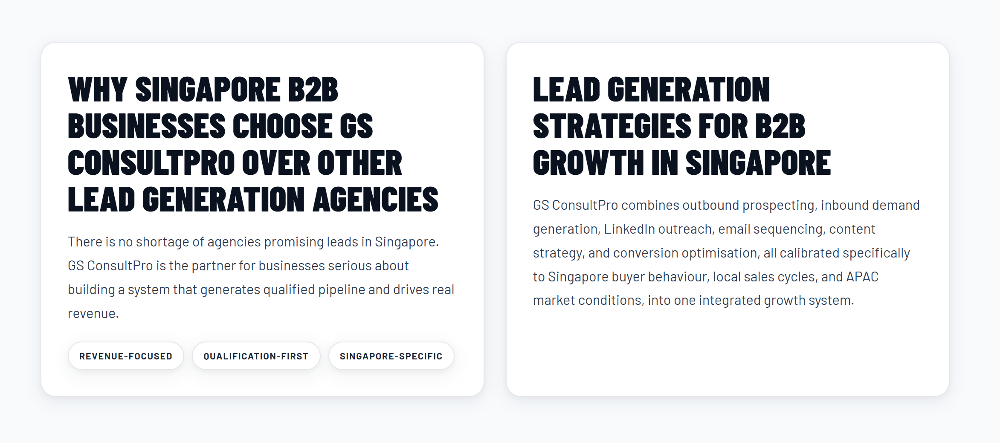 WHY SINGAPORE B2B
BUSINESSES CHOOSE GS
CONSULTPRO OVER OTHER
LEAD GENERATION AGENCIES
There is no shortage of agencies promising leads in Singapore.
GS ConsultPro is the partner for businesses serious about
building a system that generates qualified pipeline and drives real
revenue.
REVENUE-FOCUSED
QUALIFICATION-FIRST
SINGAPORE-SPECIFIC
LEAD GENERATION
STRATEGIES FOR B2B
GROWTH IN SINGAPORE
GS ConsultPro combines outbound prospecting, inbound demand
generation, LinkedIn outreach, email sequencing, content
strategy, and conversion optimisation, all calibrated specifically
to Singapore buyer behaviour, local sales cycles, and APAC
market conditions, into one integrated growth system.